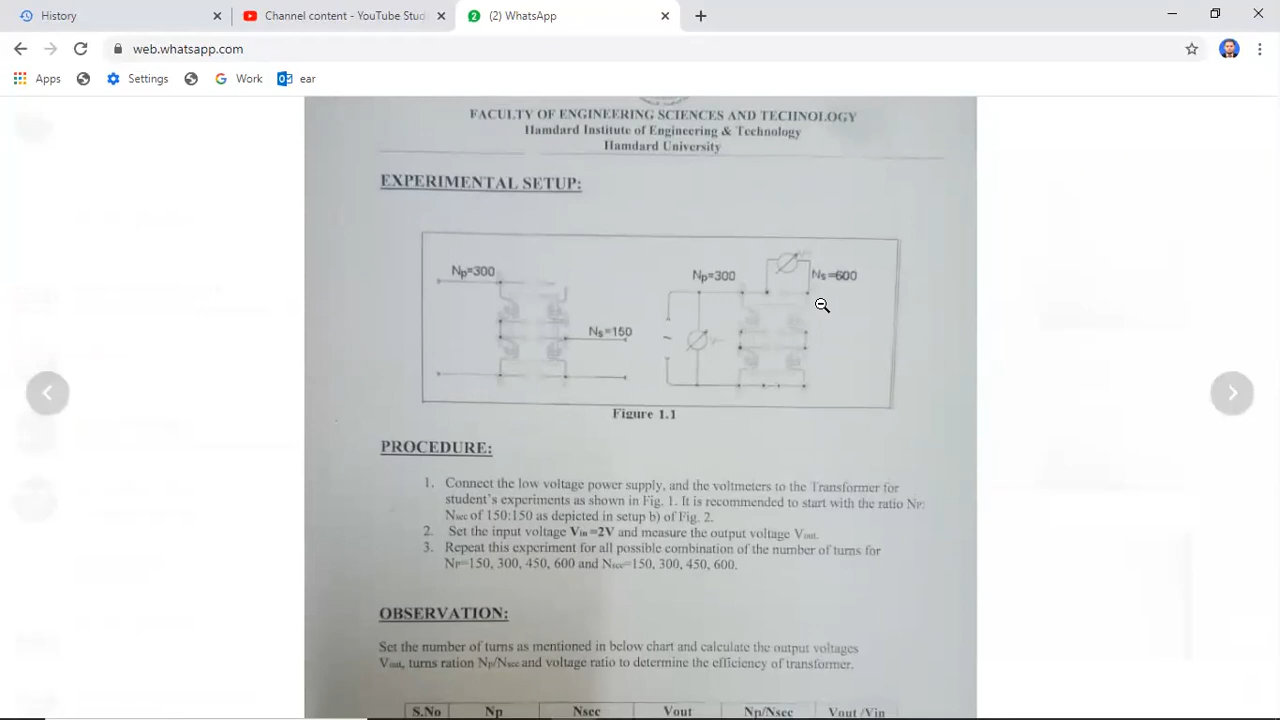 History
Channel content - YouTube Stud
2
(2) WhatsApp
web.whatsapp.com
Apps
Settings
Work
ear
FACULTY OF ENGINEERING SCIENCES AND TECHNOLOGY
Hamdard Institute of Engineering & Technology
Hamdard University
EXPERIMENTAL SETUP:
Np=300
Ns=150
Np=300
Ns=600
Figure 1.1
PROCEDURE:
1. Connect the low voltage power supply, and the voltmeters to the Transformer for
student's experiments as shown in Fig. 1. It is recommended to start with the ratio NP:
Nsec of 150:150 as depicted in setup b) of Fig. 2.
2. Set the input voltage Vin =2V and measure the output voltage Vout.
3. Repeat this experiment for all possible combination of the number of turns for
NP=150, 300, 450, 600 and Nsec=150, 300, 450, 600.
OBSERVATION:
Set the number of turns as mentioned in below chart and calculate the output voltages
Vout, turns ration Np/Nsec and voltage ratio to determine the efficiency of transformer.
S.No Np Nsec Vout Np/Nsec Vout /Vin